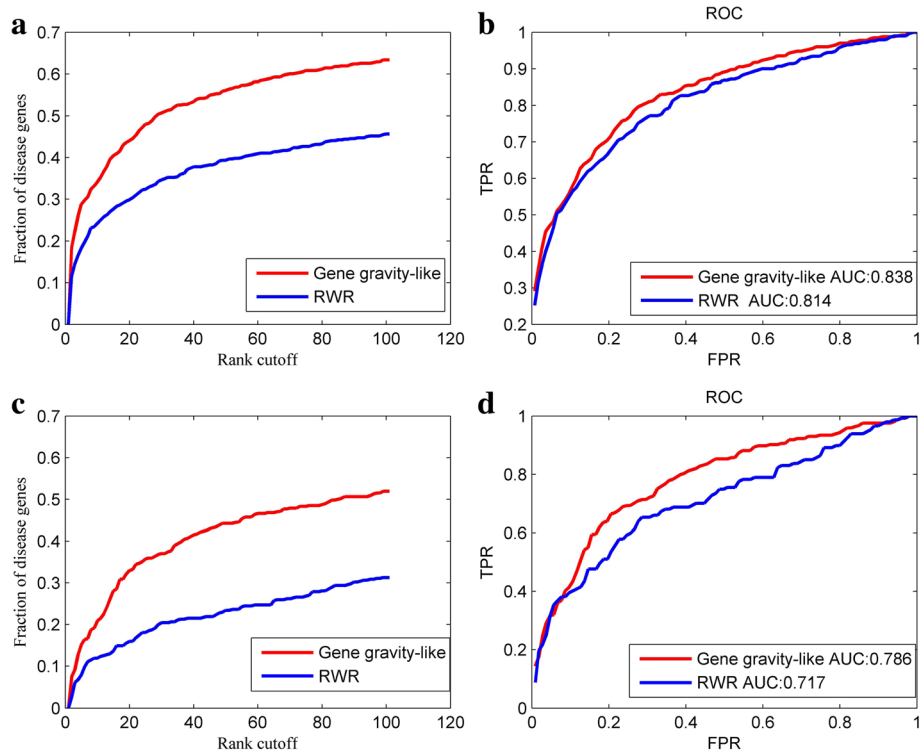 a
0.7
0.6
0.5
0.4
0.3
0.2
0.1
0
Fraction of disease genes
Gene gravity-like
RWR
0 20 40 60 80 100 120
Rank cutoff
b
ROC
1
0.9
0.8
0.7
0.6
0.5
0.4
0.3
0.2
TPR
Gene gravity-like AUC:0.838
RWR AUC:0.814
0 0.2 0.4 0.6 0.8 1
FPR
c
0.7
0.6
0.5
0.4
0.3
0.2
0.1
0
Fraction of disease genes
Gene gravity-like
RWR
0 20 40 60 80 100 120
Rank cutoff
d
ROC
1
0.8
0.6
0.4
0.2
0
TPR
Gene gravity-like AUC:0.786
RWR AUC:0.717
0 0.2 0.4 0.6 0.8 1
FPR